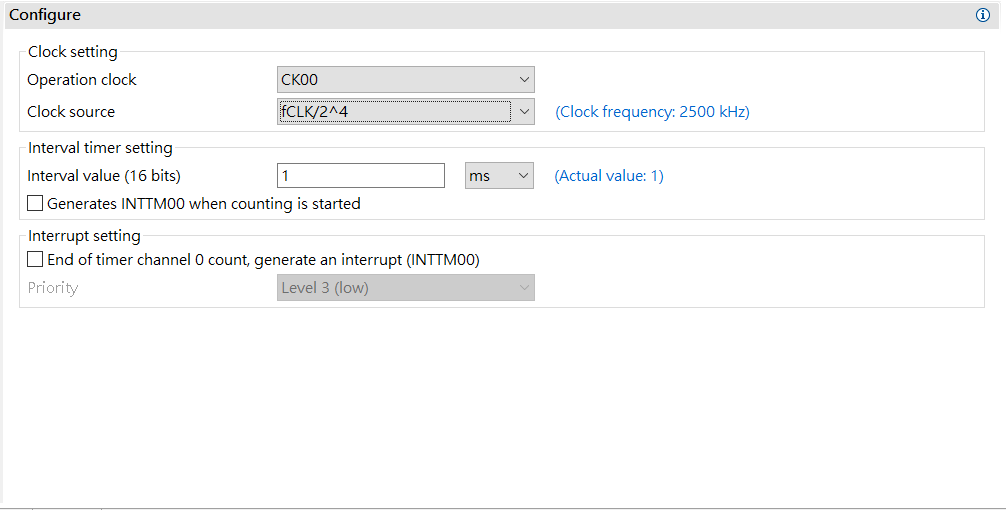 Configure
Clock setting
Operation clock CK00
Clock source fCLK/2^4 (Clock frequency: 2500 kHz)
Interval timer setting
Interval value (16 bits) 1 ms (Actual value: 1)
Generates INTTM00 when counting is started
Interrupt setting
End of timer channel 0 count, generate an interrupt (INTTM00)
Priority Level 3 (low)